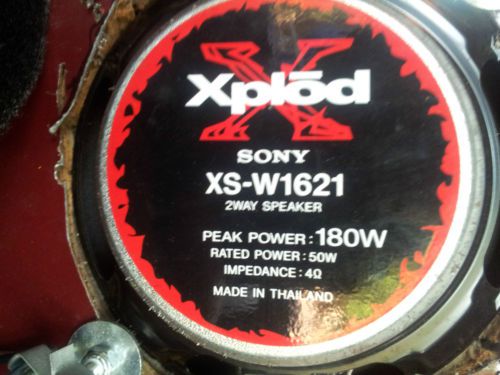 Xplōd
SONY
XS-W1621
2WAY SPEAKER
PEAK POWER : 180W
RATED POWER : 50W
IMPEDANCE : 4Ω
MADE IN THAILAND